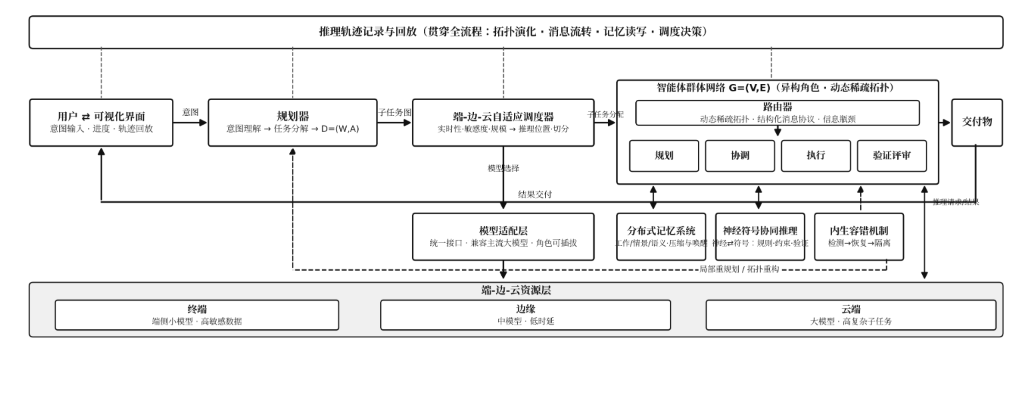 推理轨迹记录与回放（贯穿全流程：拓扑演化・消息流转・记忆读写・调度决策）
智能体群体网络 G=(V,E)（异构角色・动态稀疏拓扑）
路由器
动态稀疏拓扑・结构化消息协议・信息瓶颈
用户 ⇄ 可视化界面
意图输入・进度・轨迹回放
意图
规划器
意图理解 → 任务分解 → D=(W,A)
子任务图
端-边-云自适应调度器
实时性·敏感度·规模 → 推理位置·切分
子任务分配
交付物
规划
协调
执行
验证评审
模型选择
结果交付
推理请求/结果
模型适配层
统一接口・兼容主流大模型・角色可插拔
分布式记忆系统
工作/情景/语义·压缩与唤醒
神经符号协同推理
神经⇄符号：规则·约束·验证
内生容错机制
检测→恢复→隔离
局部重规划 / 拓扑重构
端-边-云资源层
终端
端侧小模型・高敏感数据
边缘
中模型・低时延
云端
大模型・高复杂子任务